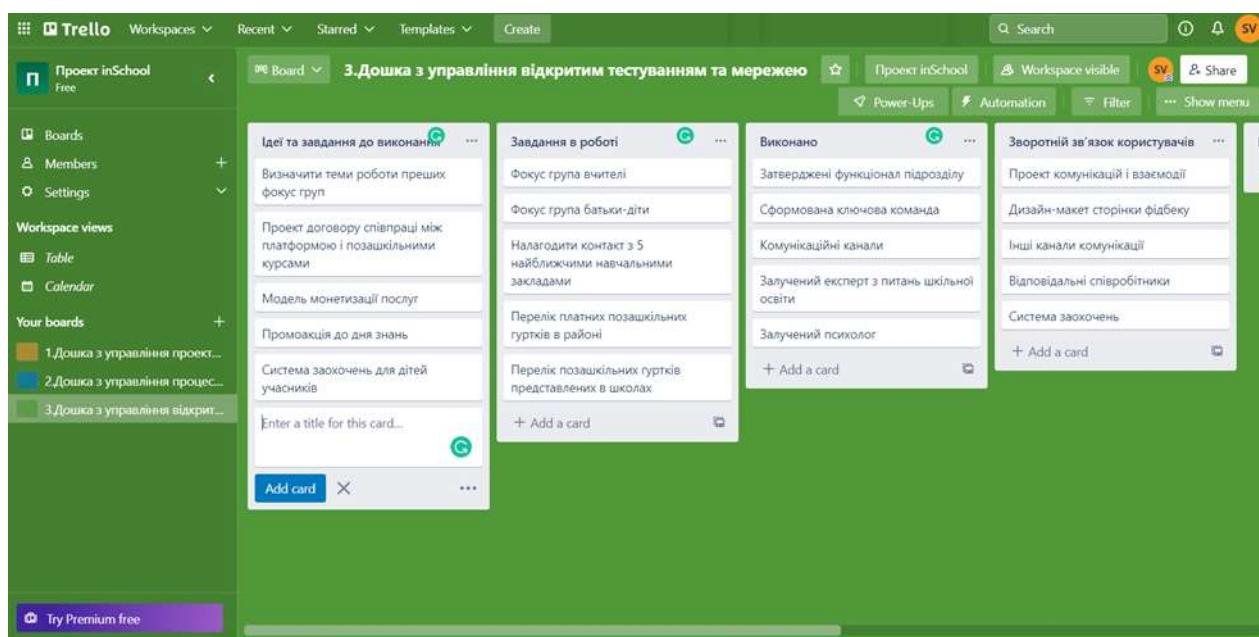 Trello
Workspaces
Recent
Starred
Templates
Create
Search
SV
П
Проект inSchool
Free
Boards
Members
Settings
Workspace views
Table
Calendar
Your boards
1.Дошка з управління проект...
2.Дошка з управління процес...
3.Дошка з управління відкрит...
Try Premium free
Board
3.Дошка з управління відкритим тестуванням та мережею
Проект inSchool
Workspace visible
SV
Share
Power-Ups
Automation
Filter
Show menu
Ідеї та завдання до виконання
Визначити теми роботи преших
фокус груп
Проект договору співпраці між
платформою і позашкільними
курсами
Модель монетизації послуг
Промоакція до дня знань
Система заохочень для дітей
учасників
Enter a title for this card...
Add card
Завдання в роботі
Фокус група вчителі
Фокус група батьки-діти
Налагодити контакт з 5
найближчими навчальними
закладами
Перелік платних позашкільних
гуртків в районі
Перелік позашкільних гуртків
представлених в школах
+ Add a card
Виконано
Затверджені функціонал підрозділу
Сформована ключова команда
Комунікаційні канали
Залучений експерт з питань шкільної
освіти
Залучений психолог
+ Add a card
Зворотній зв'язок користувачів
Проект комунікацій і взаємодії
Дизайн-макет сторінки фідбеку
Інші канали комунікації
Відповідальні співробітники
Система заохочень
+ Add a card